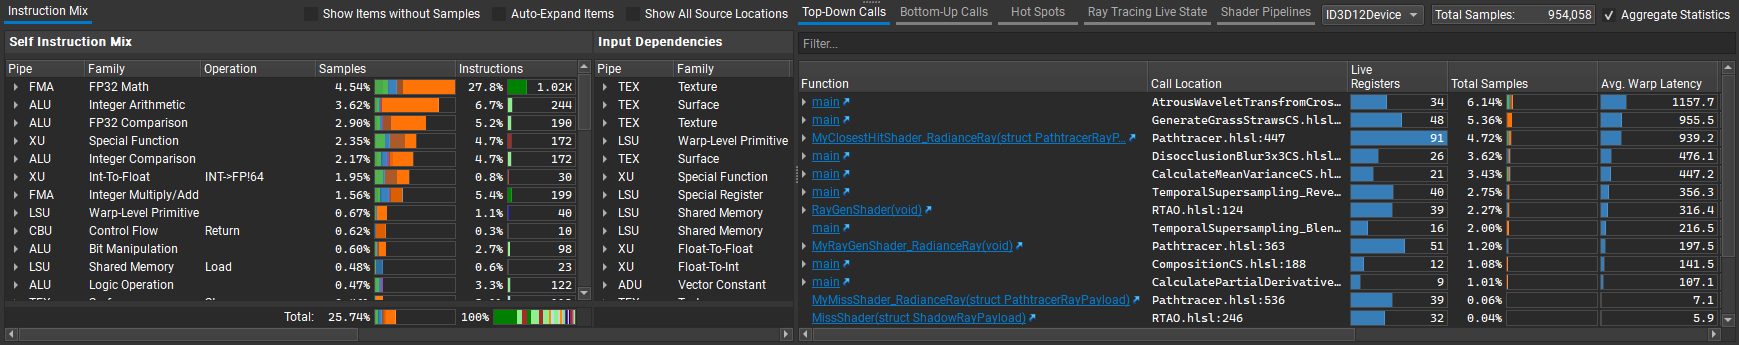 Instruction Mix
Show Items without Samples
Auto-Expand Items
Show All Source Locations
Self Instruction Mix
Input Dependencies
Pipe Family Operation Samples Instructions
FMA FP32 Math 4.54% 27.8% 1.02K
ALU Integer Arithmetic 3.62% 6.7% 244
ALU FP32 Comparison 2.90% 5.2% 190
XU Special Function 2.35% 4.7% 172
ALU Integer Comparison 2.17% 4.7% 172
XU Int-To-Float INT->FP!64 1.95% 0.8% 30
FMA Integer Multiply/Add 1.56% 5.4% 199
LSU Warp-Level Primitive 0.67% 1.1% 40
CBU Control Flow Return 0.62% 0.3% 10
ALU Bit Manipulation 0.60% 2.7% 98
LSU Shared Memory Load 0.48% 0.6% 23
ALU Logic Operation 0.47% 3.3% 122
Total: 25.74% 100%
Pipe Family
TEX Texture
TEX Surface
TEX Texture
LSU Warp-Level Primitive
TEX Surface
XU Special Function
LSU Special Register
LSU Shared Memory
LSU Shared Memory
XU Float-To-Float
XU Float-To-Int
ADU Vector Constant
Top-Down Calls
Bottom-Up Calls
Hot Spots
Ray Tracing Live State
Shader Pipelines
ID3D12Device
Total Samples: 954,058
Aggregate Statistics
Filter...
Function Call Location Live Registers Total Samples Avg. Warp Latency
main AtrousWaveletTransfromCros... 34 6.14% 1157.7
main GenerateGrassStrawsCS.hlsl... 48 5.36% 955.5
MyClosestHitShader_RadianceRay(struct PathtracerRayP... Pathtracer.hlsl:447 91 4.72% 939.2
main DisocclusionBlur3x3CS.hlsl... 26 3.62% 476.1
main CalculateMeanVarianceCS.hl... 21 3.43% 447.2
main TemporalSupersampling_Reve... 40 2.75% 356.3
RayGenShader(void) RTAO.hlsl:124 39 2.27% 316.4
main TemporalSupersampling_Blen... 16 2.00% 216.5
MyRayGenShader_RadianceRay(void) Pathtracer.hlsl:363 51 1.20% 197.5
main CompositionCS.hlsl:188 12 1.08% 141.5
main CalculatePartialDerivative... 9 1.01% 107.1
MyMissShader_RadianceRay(struct PathtracerRayPayload) Pathtracer.hlsl:536 39 0.06% 7.1
MissShader(struct ShadowRayPayload) RTAO.hlsl:246 32 0.04% 5.9